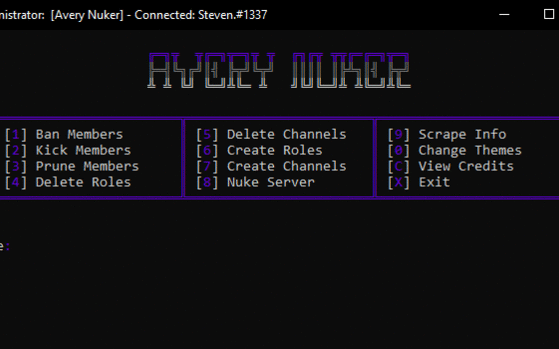 nistrator: [Avery Nuker] - Connected: Steven.#1337
AVERY NUKER
[1] Ban Members
[2] Kick Members
[3] Prune Members
[4] Delete Roles
[5] Delete Channels
[6] Create Roles
[7] Create Channels
[8] Nuke Server
[9] Scrape Info
[0] Change Themes
[C] View Credits
[X] Exit
e: